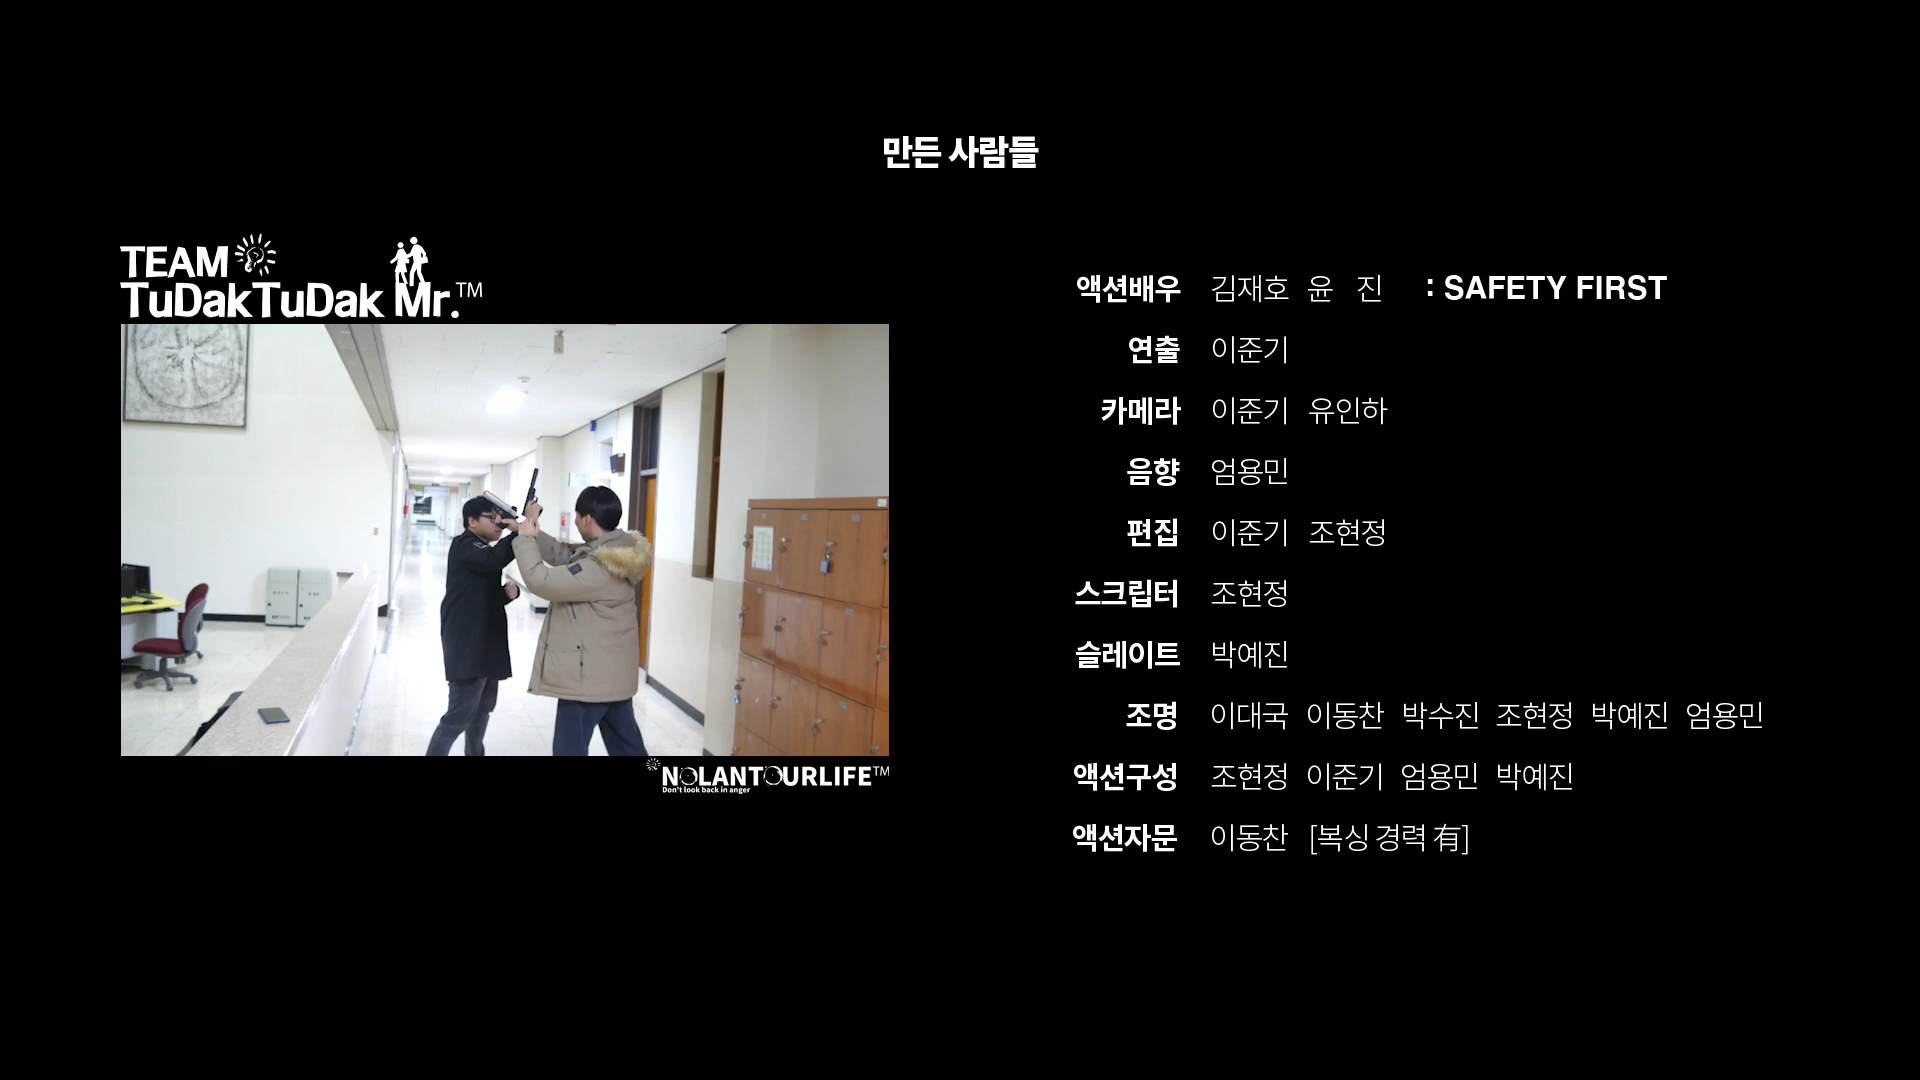 만든 사람들
TEAM
TuDakTuDak Mr.™
NOLANTOURLIFE™
Don't look back in anger
액션배우 김재호 윤 진 : SAFETY FIRST
연출 이준기
카메라 이준기 유인하
음향 엄용민
편집 이준기 조현정
스크립터 조현정
슬레이트 박예진
조명 이대국 이동찬 박수진 조현정 박예진 엄용민
액션구성 조현정 이준기 엄용민 박예진
액션자문 이동찬 [복싱 경력 有]